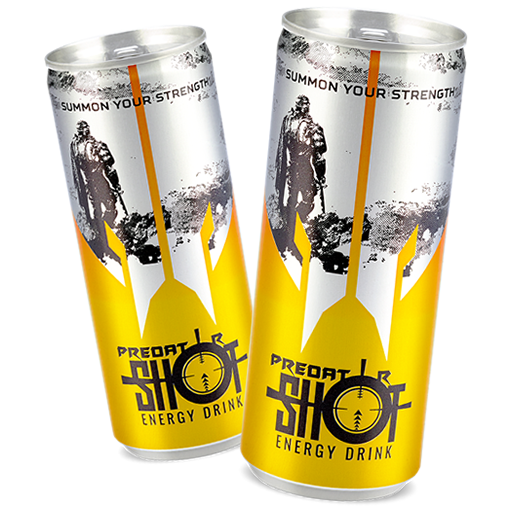 SUMMON YOUR STRENGTH
PREDATOR
SHOT
ENERGY DRINK
SUMMON YOUR STRENGTH
PREDATOR
SHOT
ENERGY DRINK